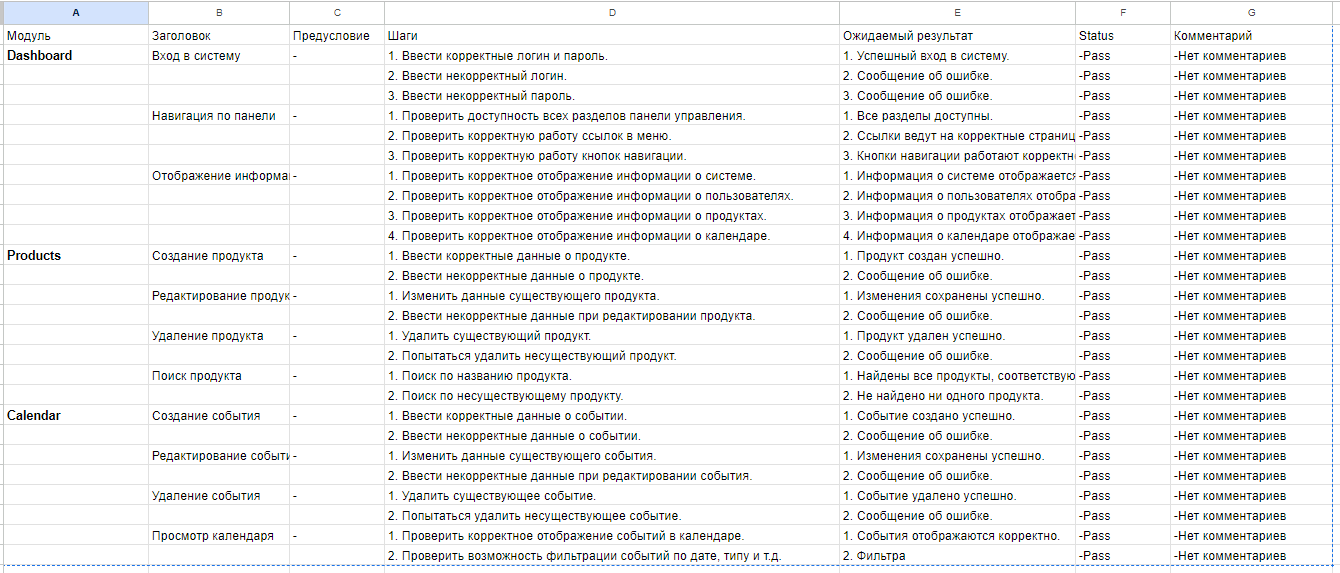 A B C D E F G
Модуль Заголовок Предусловие Шаги Ожидаемый результат Status Комментарий
Dashboard Вход в систему - 1. Ввести корректные логин и пароль. 1. Успешный вход в систему. -Pass -Нет комментариев
2. Ввести некорректный логин. 2. Сообщение об ошибке. -Pass -Нет комментариев
3. Ввести некорректный пароль. 3. Сообщение об ошибке. -Pass -Нет комментариев
Навигация по панели - 1. Проверить доступность всех разделов панели управления. 1. Все разделы доступны. -Pass -Нет комментариев
2. Проверить корректную работу ссылок в меню. 2. Ссылки ведут на корректные страниц -Pass -Нет комментариев
3. Проверить корректную работу кнопок навигации. 3. Кнопки навигации работают корректн -Pass -Нет комментариев
Отображение информа - 1. Проверить корректное отображение информации о системе. 1. Информация о системе отображается -Pass -Нет комментариев
2. Проверить корректное отображение информации о пользователях. 2. Информация о пользователях отобра -Pass -Нет комментариев
3. Проверить корректное отображение информации о продуктах. 3. Информация о продуктах отображает -Pass -Нет комментариев
4. Проверить корректное отображение информации о календаре. 4. Информация о календаре отображае -Pass -Нет комментариев
Products Создание продукта - 1. Ввести корректные данные о продукте. 1. Продукт создан успешно. -Pass -Нет комментариев
2. Ввести некорректные данные о продукте. 2. Сообщение об ошибке. -Pass -Нет комментариев
Редактирование продук - 1. Изменить данные существующего продукта. 1. Изменения сохранены успешно. -Pass -Нет комментариев
2. Ввести некорректные данные при редактировании продукта. 2. Сообщение об ошибке. -Pass -Нет комментариев
Удаление продукта - 1. Удалить существующий продукт. 1. Продукт удален успешно. -Pass -Нет комментариев
2. Попытаться удалить несуществующий продукт. 2. Сообщение об ошибке. -Pass -Нет комментариев
Поиск продукта - 1. Поиск по названию продукта. 1. Найдены все продукты, соответствую -Pass -Нет комментариев
2. Поиск по несуществующему продукту. 2. Не найдено ни одного продукта. -Pass -Нет комментариев
Calendar Создание события - 1. Ввести корректные данные о событии. 1. Событие создано успешно. -Pass -Нет комментариев
2. Ввести некорректные данные о событии. 2. Сообщение об ошибке. -Pass -Нет комментариев
Редактирование событи - 1. Изменить данные существующего события. 1. Изменения сохранены успешно. -Pass -Нет комментариев
2. Ввести некорректные данные при редактировании события. 2. Сообщение об ошибке. -Pass -Нет комментариев
Удаление события - 1. Удалить существующее событие. 1. Событие удалено успешно. -Pass -Нет комментариев
2. Попытаться удалить несуществующее событие. 2. Сообщение об ошибке. -Pass -Нет комментариев
Просмотр календаря - 1. Проверить корректное отображение событий в календаре. 1. События отображаются корректно. -Pass -Нет комментариев
2. Проверить возможность фильтрации событий по дате, типу и т.д. 2. Фильтра -Pass -Нет комментариев